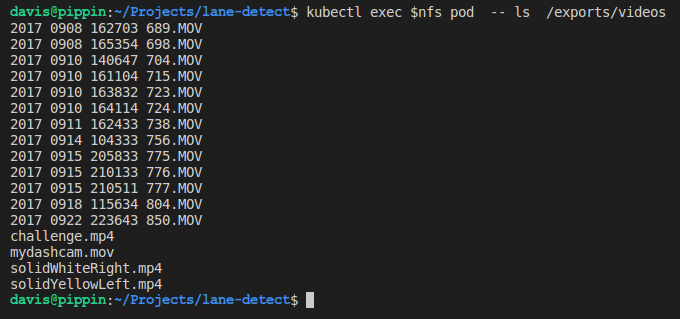 davis@pippin:~/Projects/lane-detect$ kubectl exec $nfs pod  -- ls  /exports/videos
2017 0908 162703 689.MOV
2017 0908 165354 698.MOV
2017 0910 140647 704.MOV
2017 0910 161104 715.MOV
2017 0910 163832 723.MOV
2017 0910 164114 724.MOV
2017 0911 162433 738.MOV
2017 0914 104333 756.MOV
2017 0915 205833 775.MOV
2017 0915 210133 776.MOV
2017 0915 210511 777.MOV
2017 0918 115634 804.MOV
2017 0922 223643 850.MOV
challenge.mp4
mydashcam.mov
solidWhiteRight.mp4
solidYellowLeft.mp4
davis@pippin:~/Projects/lane-detect$